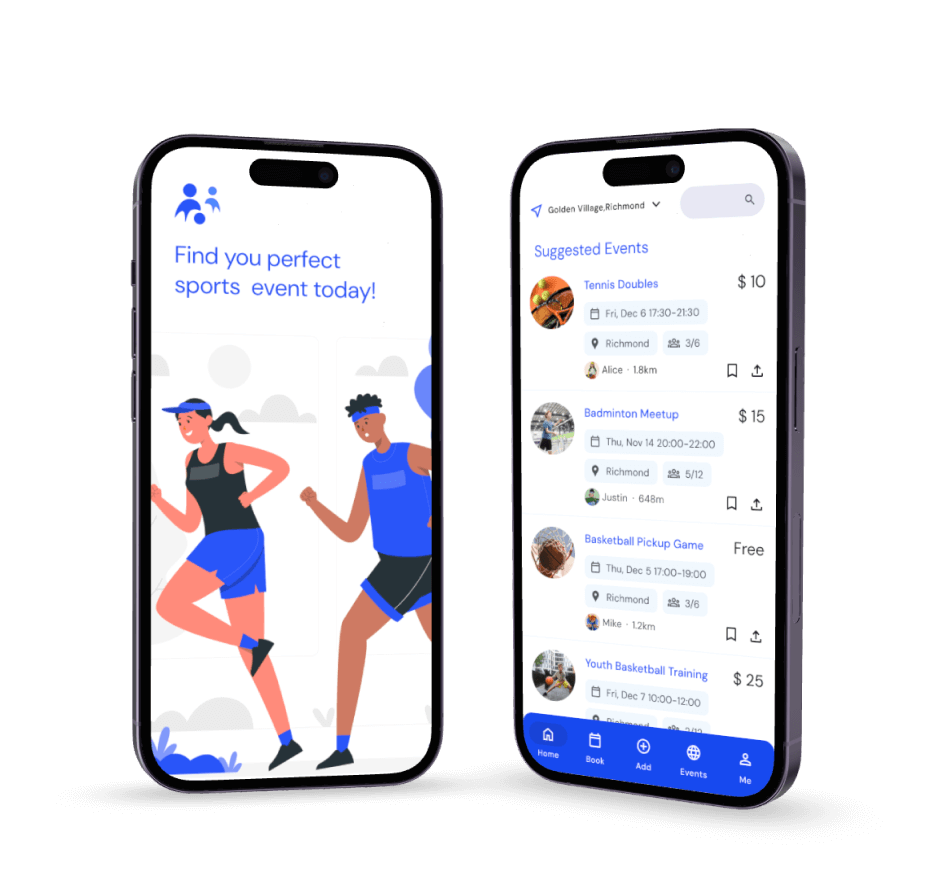 Find you perfect
sports event today!
Golden Village,Richmond
Suggested Events
Tennis Doubles
$ 10
Fri, Dec 6 17:30-21:30
Richmond
3/6
Alice · 1.8km
Badminton Meetup
$ 15
Thu, Nov 14 20:00-22:00
Richmond
5/12
Justin · 648m
Basketball Pickup Game
Free
Thu, Dec 5 17:00-19:00
Richmond
3/6
Mike · 1.2km
Youth Basketball Training
$ 25
Fri, Dec 7 10:00-12:00
Richmond
Home
Book
Add
Events
Me